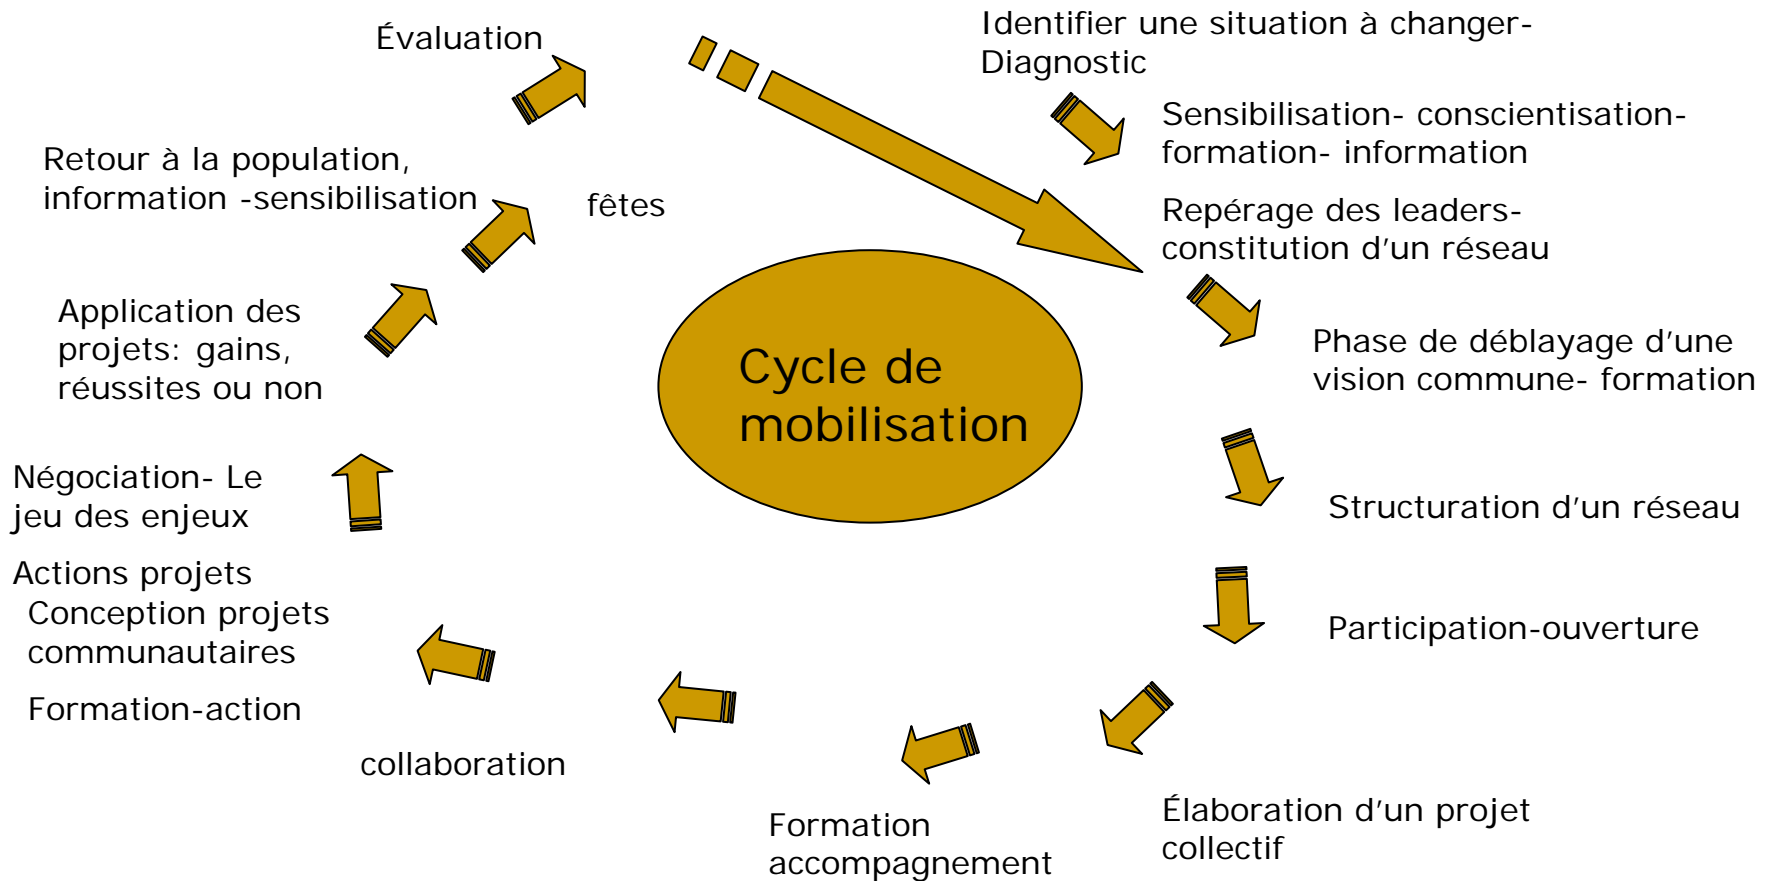 Identifier une situation à changer-
Diagnostic
Sensibilisation- conscientisation-
formation- information
Repérage des leaders-
constitution d'un réseau
Phase de déblayage d'une
vision commune- formation
Structuration d'un réseau
Participation-ouverture
Élaboration d'un projet
collectif
Formation
accompagnement
collaboration
Formation-action
Conception projets
communautaires
Actions projets
Négociation- Le
jeu des enjeux
Application des
projets: gains,
réussites ou non
Retour à la population,
information -sensibilisation
fêtes
Évaluation
Cycle de
mobilisation